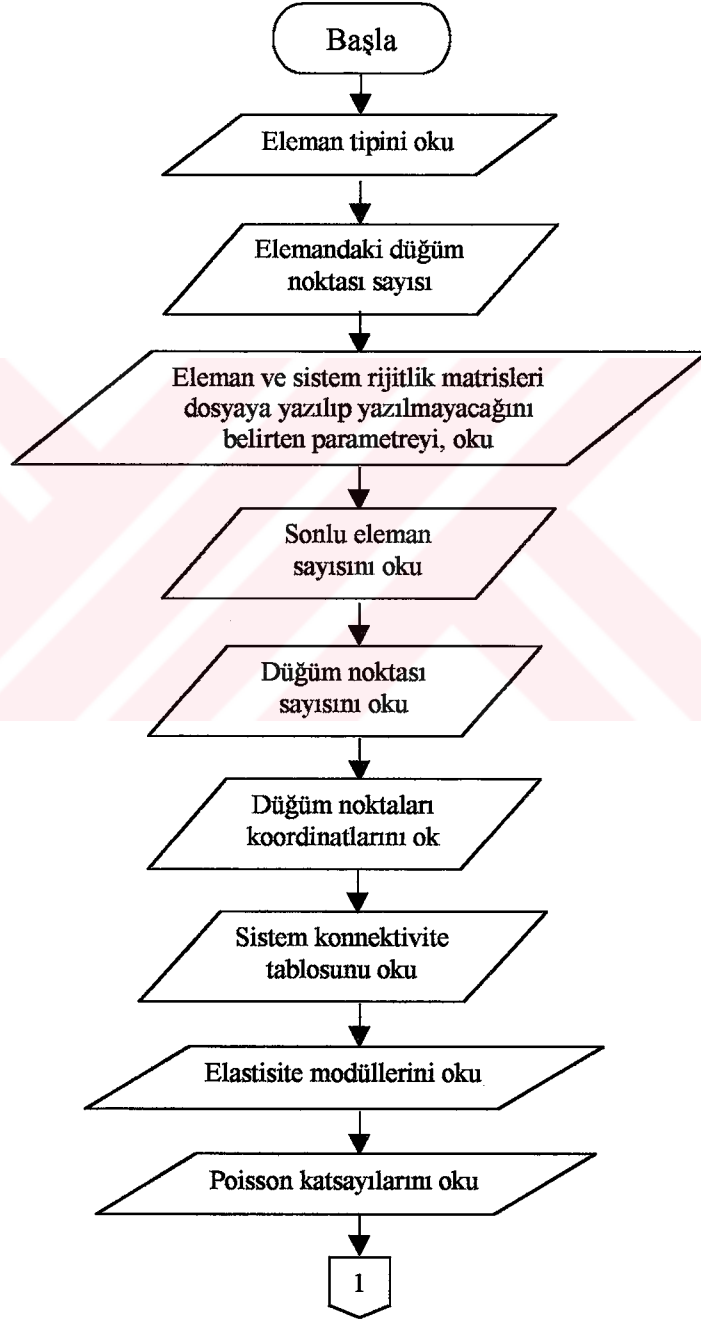 Başla
Eleman tipini oku
Elemandaki düğüm
noktası sayısı
Eleman ve sistem rijitlik matrisleri
dosyaya yazılıp yazılmayacağını
belirten parametreyi, oku
Sonlu eleman
sayısını oku
Düğüm noktası
sayısını oku
Düğüm noktaları
koordinatlarını ok
Sistem konnektivite
tablosunu oku
Elastisite modüllerini oku
Poisson katsayılarını oku
1